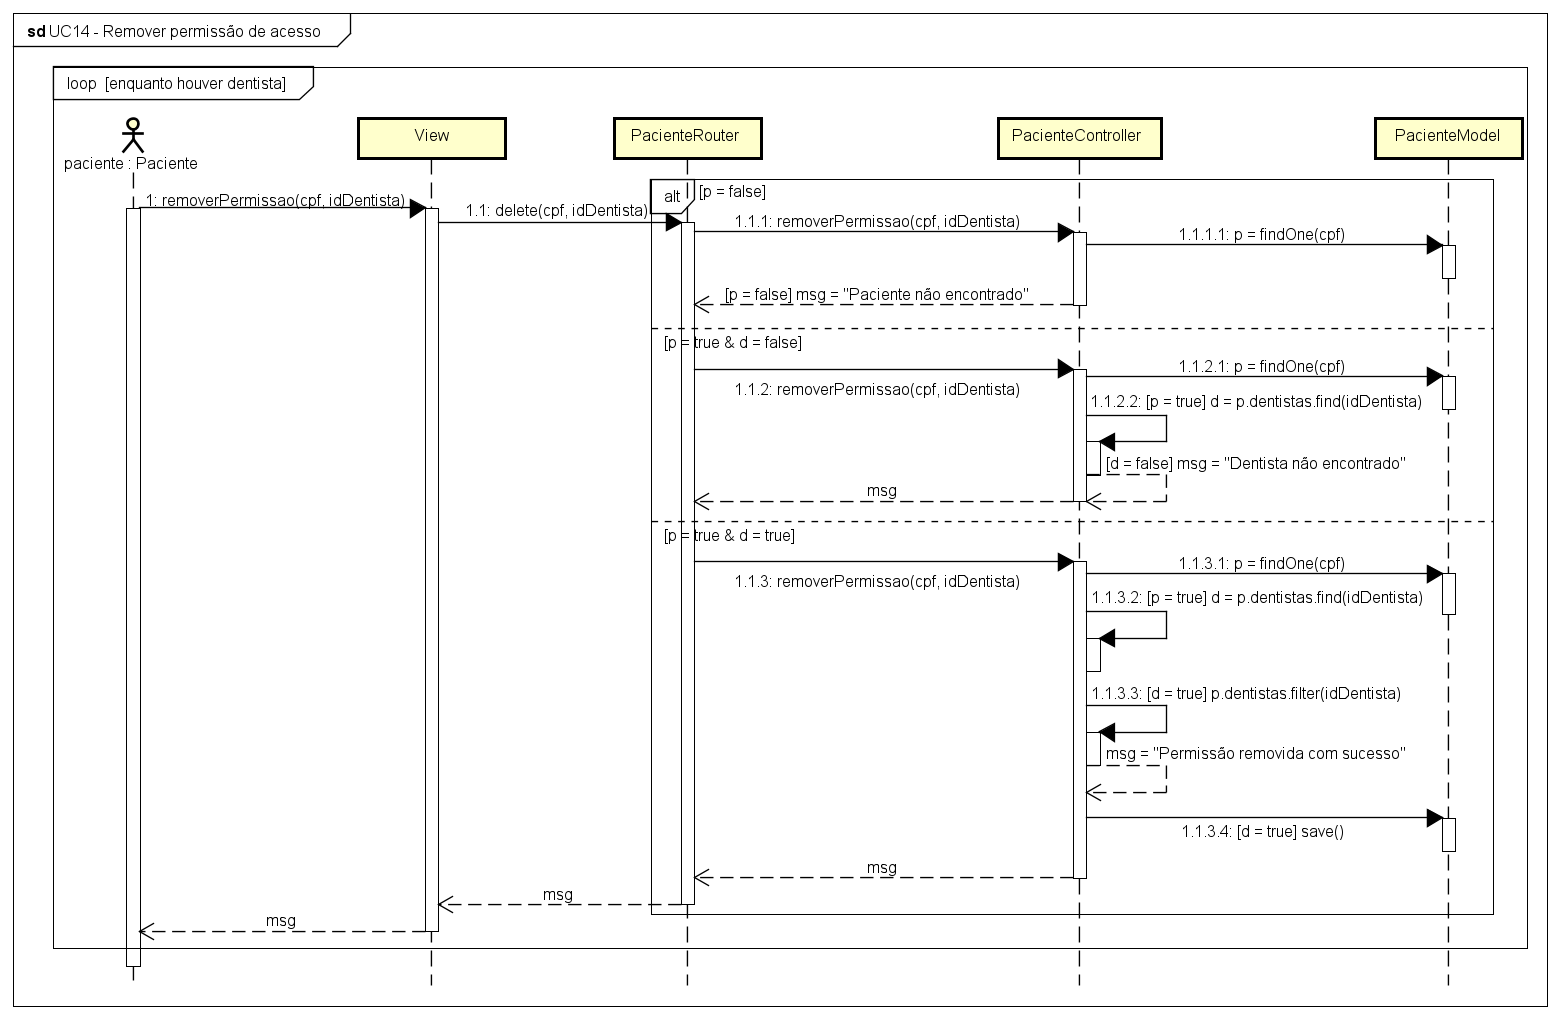 sd UC14 - Remover permissão de acesso
loop [enquanto houver dentista]
View
PacienteRouter
PacienteController
PacienteModel
paciente : Paciente
alt
[p = false]
1: removerPermissao(cpf, idDentista)
1.1: delete(cpf, idDentista)
1.1.1: removerPermissao(cpf, idDentista)
1.1.1.1: p = findOne(cpf)
[p = false] msg = "Paciente não encontrado"
[p = true & d = false]
1.1.2.1: p = findOne(cpf)
1.1.2: removerPermissao(cpf, idDentista)
1.1.2.2: [p = true] d = p.dentistas.find(idDentista)
[d = false] msg = "Dentista não encontrado"
msg
[p = true & d = true]
1.1.3.1: p = findOne(cpf)
1.1.3: removerPermissao(cpf, idDentista)
1.1.3.2: [p = true] d = p.dentistas.find(idDentista)
1.1.3.3: [d = true] p.dentistas.filter(idDentista)
msg = "Permissão removida com sucesso"
1.1.3.4: [d = true] save()
msg
msg
msg